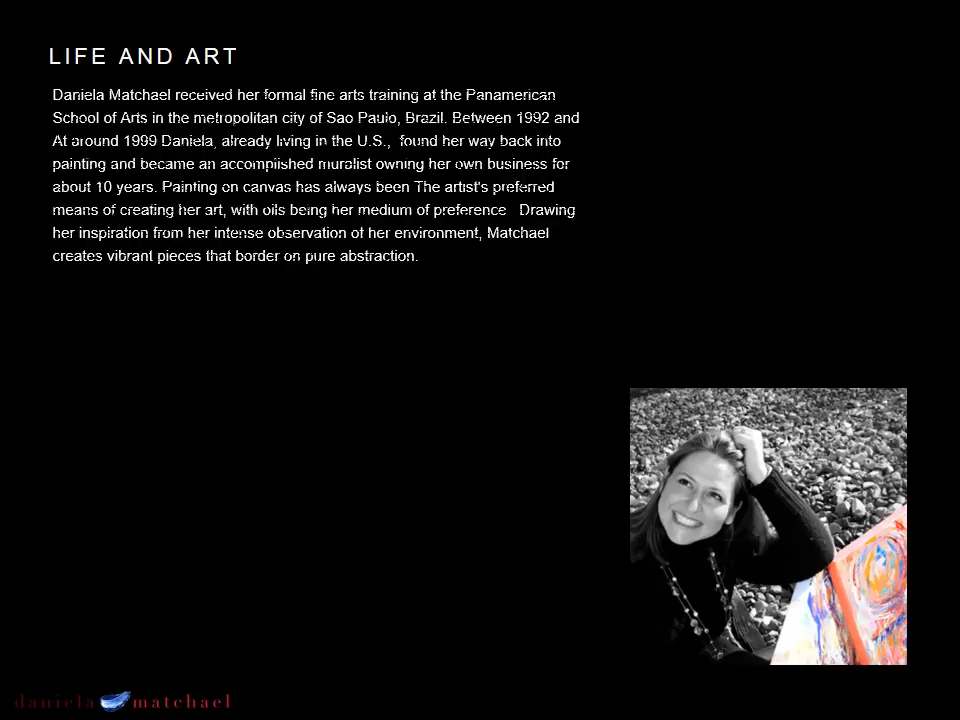 LIFE AND ART
Daniela Matchael received her formal fine arts training at the Panamerican
School of Arts in the metropolitan city of Sao Paulo, Brazil. Between 1992 and
At around 1999 Daniela, already living in the U.S., found her way back into
painting and became an accomplished muralist owning her own business for
about 10 years. Painting on canvas has always been The artist's preferred
means of creating her art, with oils being her medium of preference Drawing
her inspiration from her intense observation of her environment, Matchael
creates vibrant pieces that border on pure abstraction.
daniela matchael